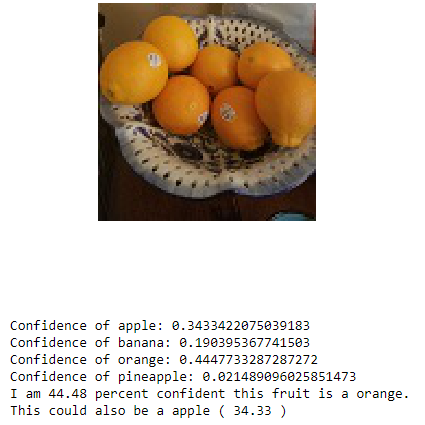 Confidence of apple: 0.3433422075039183
Confidence of banana: 0.190395367741503
Confidence of orange: 0.4447733287287272
Confidence of pineapple: 0.021489096025851473
I am 44.48 percent confident this fruit is a orange.
This could also be a apple ( 34.33 )